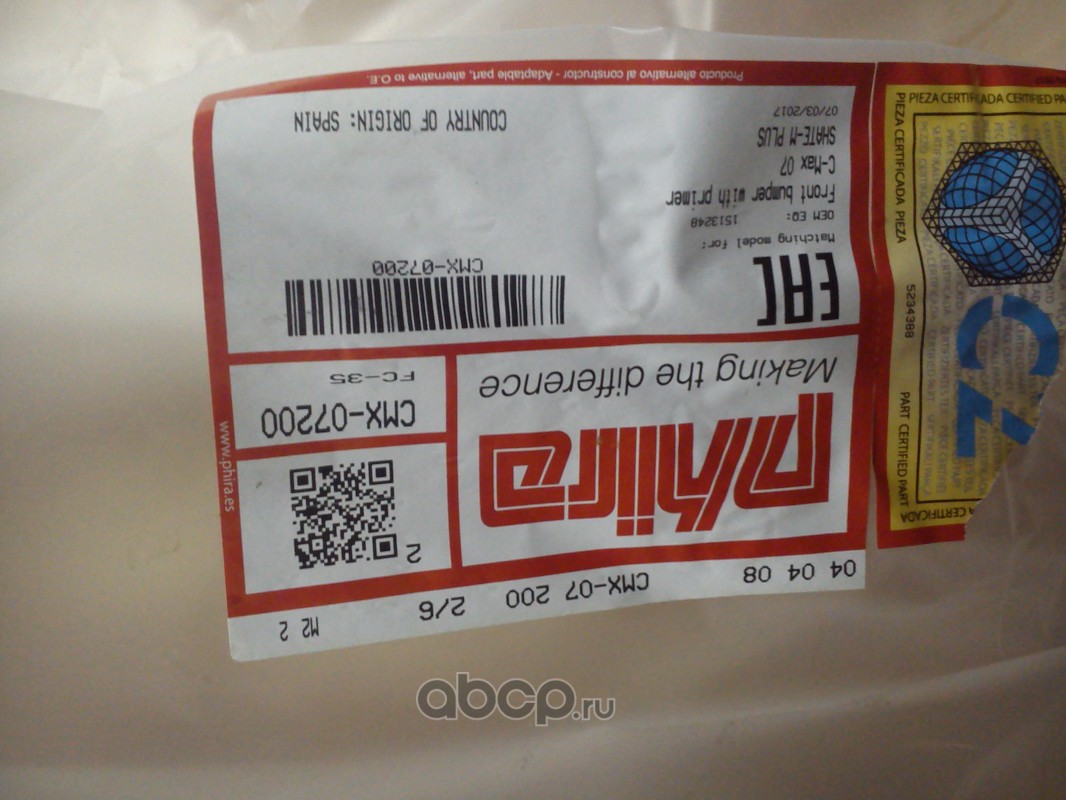 04 04 08 CMX-07 200 2/6 M2 2
phira
Making the difference
2
CMX-07200
FC-35
EAC
Matching model for:
OEM EQ: 1513248
Front bumper with primer
C-Max 07
SHATE-M PLUS
07/03/2017
CMX-07200
COUNTRY OF ORIGIN: SPAIN
Producto alternativo al constructor - Adaptable part, alternative to O.E.
www.phira.es
PIEZA CERTIFICADA CERTIFIED PA
PIEZA CERTIFICADA PIEZA
5234388
PART CERTIFIED PART
A CERTIFICADA
CZ
abcp.ru